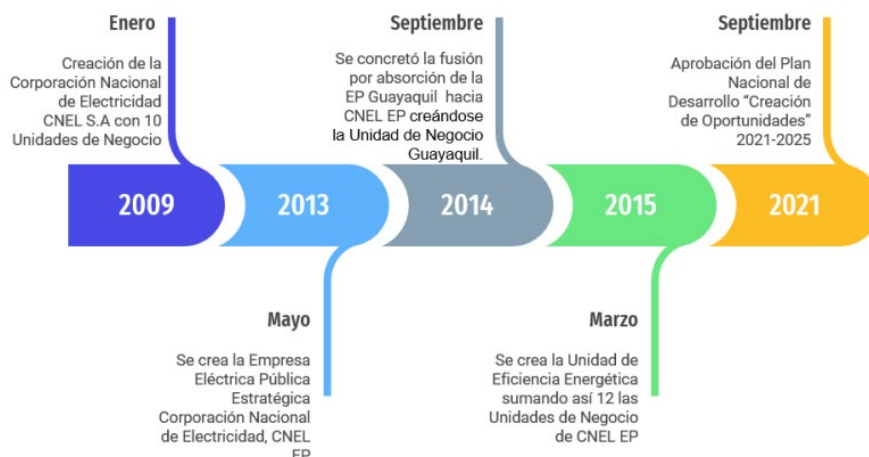 Enero
Creación de la
Corporación Nacional
de Electricidad
CNEL S.A con 10
Unidades de Negocio
Septiembre
Se concretó la fusión
por absorción de la
EP Guayaquil hacia
CNEL EP creándose
la Unidad de Negocio
Guayaquil.
Septiembre
Aprobación del Plan
Nacional de
Desarrollo “Creación
de Oportunidades”
2021-2025
2009
2013
2014
2015
2021
Mayo
Se crea la Empresa
Eléctrica Pública
Estratégica
Corporación Nacional
de Electricidad, CNEL
EP
Marzo
Se crea la Unidad de
Eficiencia Energética
sumando así 12 las
Unidades de Negocio
de CNEL EP